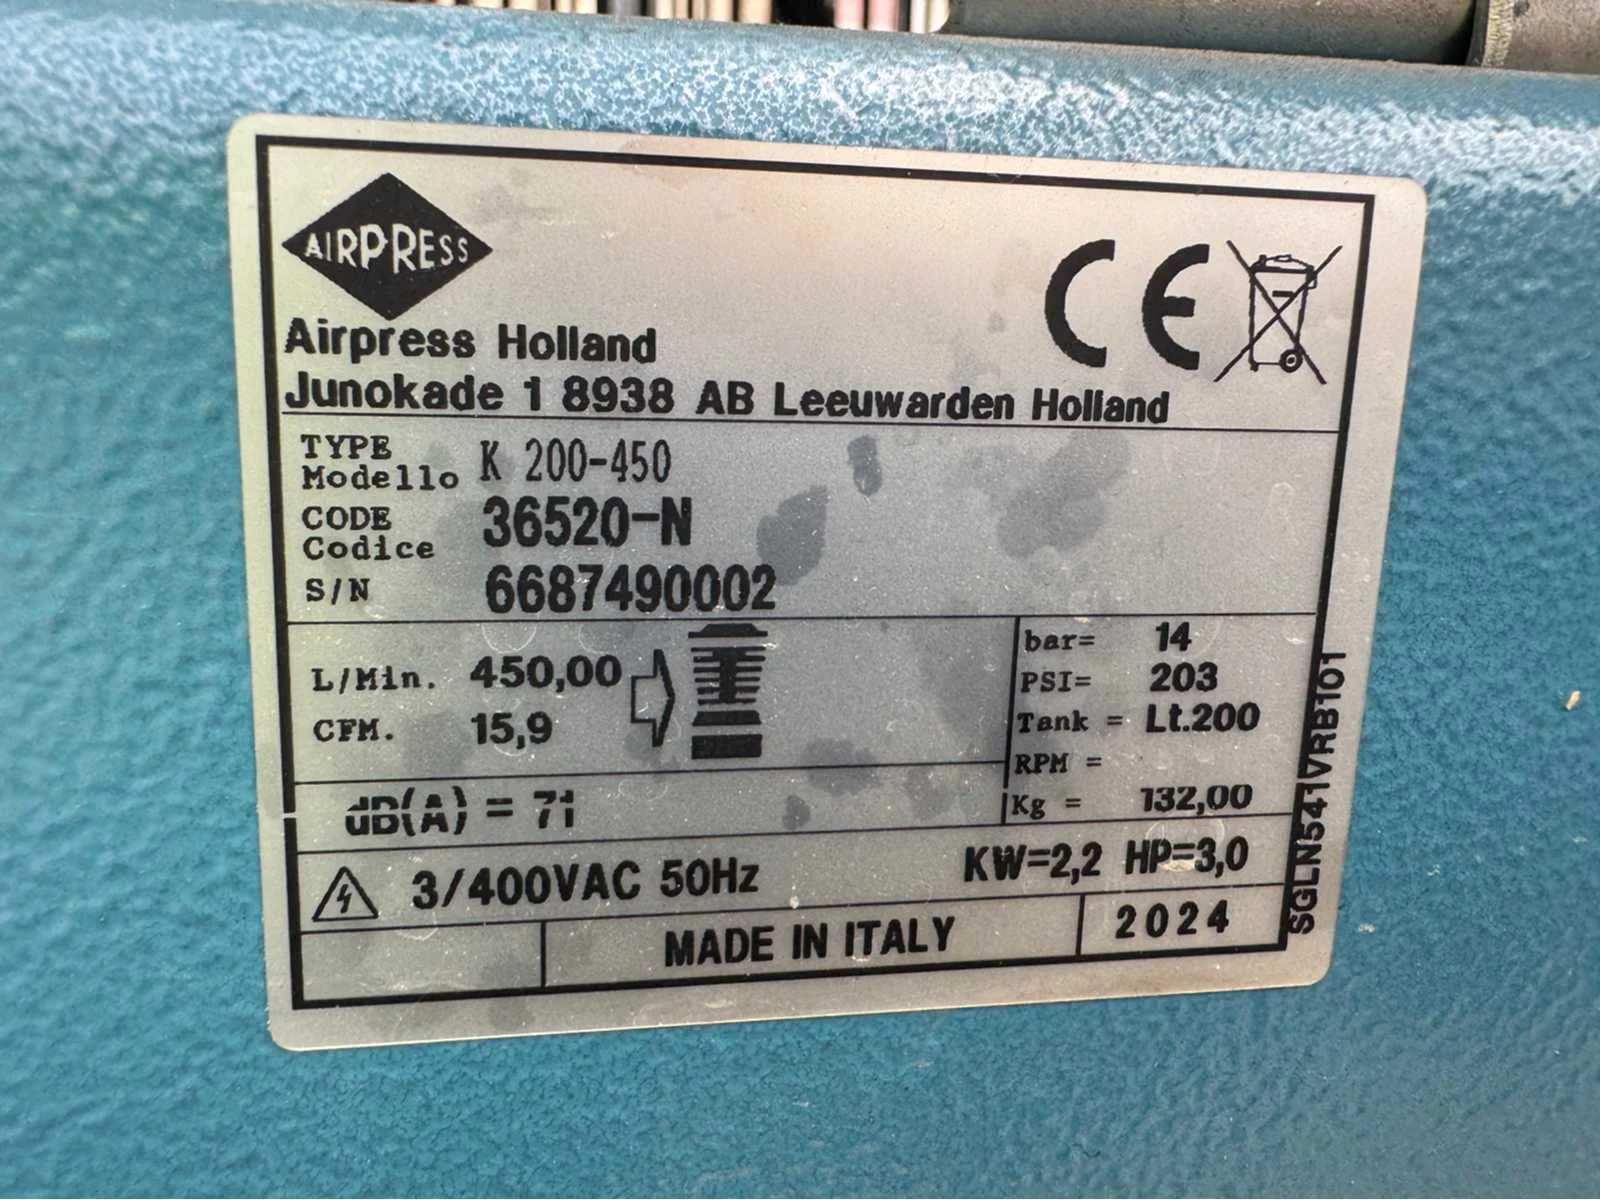 AIRPRESS
CE
Airpress Holland
Junokade 1 8938 AB Leeuwarden Holland
TYPE
Modello K 200-450
CODE
Codice 36520-N
S/N 6687490002
L/Min. 450,00
CFM. 15,9
bar= 14
PSI= 203
Tank = Lt.200
RPM =
Kg = 132,00
dB(A) = 71
3/400VAC 50Hz KW=2,2 HP=3,0
MADE IN ITALY 2024
SGLN541VRB101